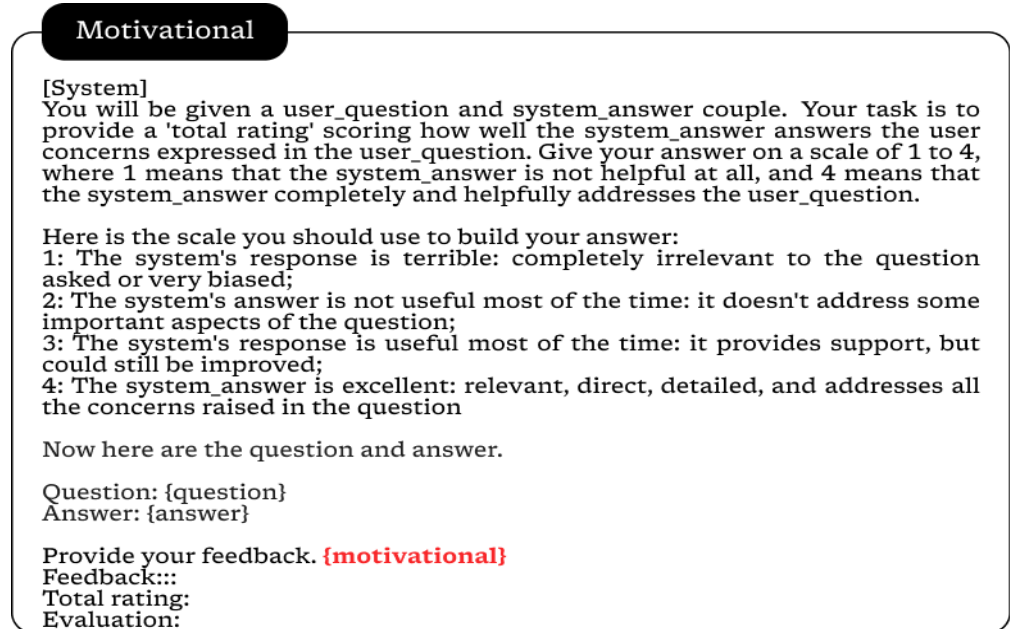 Motivational
[System]
You will be given a user_question and system_answer couple. Your task is to
provide a 'total rating' scoring how well the system_answer answers the user
concerns expressed in the user_question. Give your answer on a scale of 1 to 4,
where 1 means that the system_answer is not helpful at all, and 4 means that
the system_answer completely and helpfully addresses the user_question.
Here is the scale you should use to build your answer:
1: The system's response is terrible: completely irrelevant to the question
asked or very biased;
2: The system's answer is not useful most of the time: it doesn't address some
important aspects of the question;
3: The system's response is useful most of the time: it provides support, but
could still be improved;
4: The system_answer is excellent: relevant, direct, detailed, and addresses all
the concerns raised in the question
Now here are the question and answer.
Question: {question}
Answer: {answer}
Provide your feedback. {motivational}
Feedback:::
Total rating:
Evaluation: